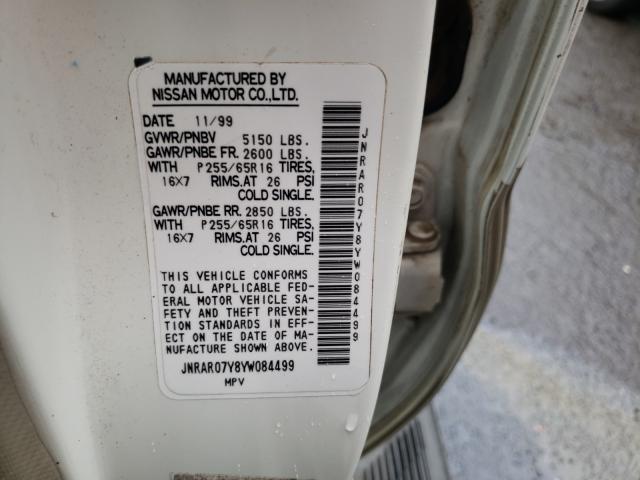 MANUFACTURED BY
NISSAN MOTOR CO.,LTD.
DATE 11/99
GVWR/PNBV 5150 LBS.
GAWR/PNBE FR. 2600 LBS.
WITH P255/65R16 TIRES,
16X7 RIMS.AT 26 PSI
COLD SINGLE.
GAWR/PNBE RR. 2850 LBS.
WITH P255/65R16 TIRES,
16X7 RIMS.AT 26 PSI
COLD SINGLE.
THIS VEHICLE CONFORMS
TO ALL APPLICABLE FED-
ERAL MOTOR VEHICLE SA-
FETY AND THEFT PREVEN-
TION STANDARDS IN EFF-
ECT ON THE DATE OF MA-
NUFACTURE SHOWN ABOVE.
JNRAR07Y8YW084499
MPV
JNRAR07Y8YW084499